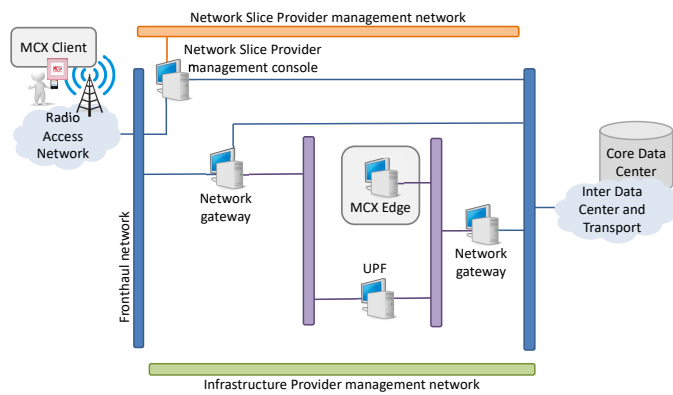 Network Slice Provider management network
MCX Client
Network Slice Provider
management console
Radio
Access
Network
Core Data
Center
Network
gateway
MCX Edge
Inter Data
Center and
Transport
Network
gateway
UPF
Fronthaul network
Infrastructure Provider management network